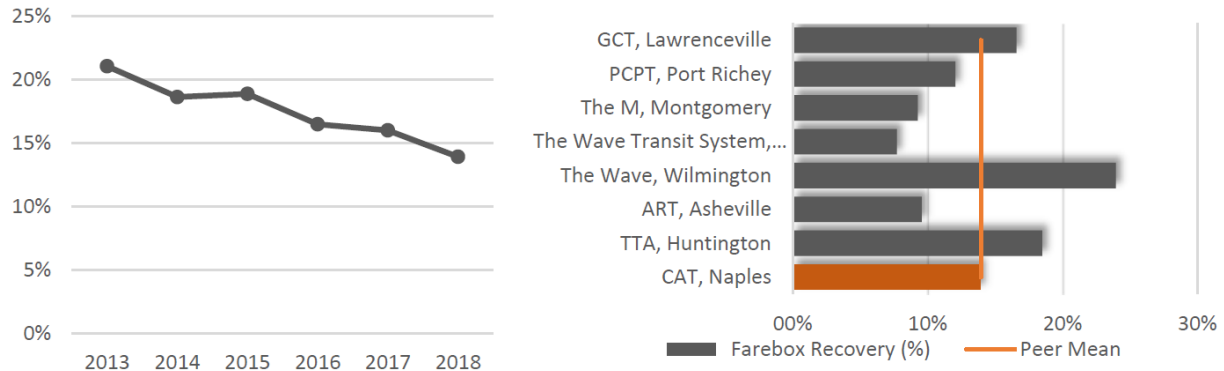 25%
20%
15%
10%
5%
0%
2013 2014 2015 2016 2017 2018
GCT, Lawrenceville
PCPT, Port Richey
The M, Montgomery
The Wave Transit System,...
The Wave, Wilmington
ART, Asheville
TTA, Huntington
CAT, Naples
00% 10% 20% 30%
Farebox Recovery (%) Peer Mean